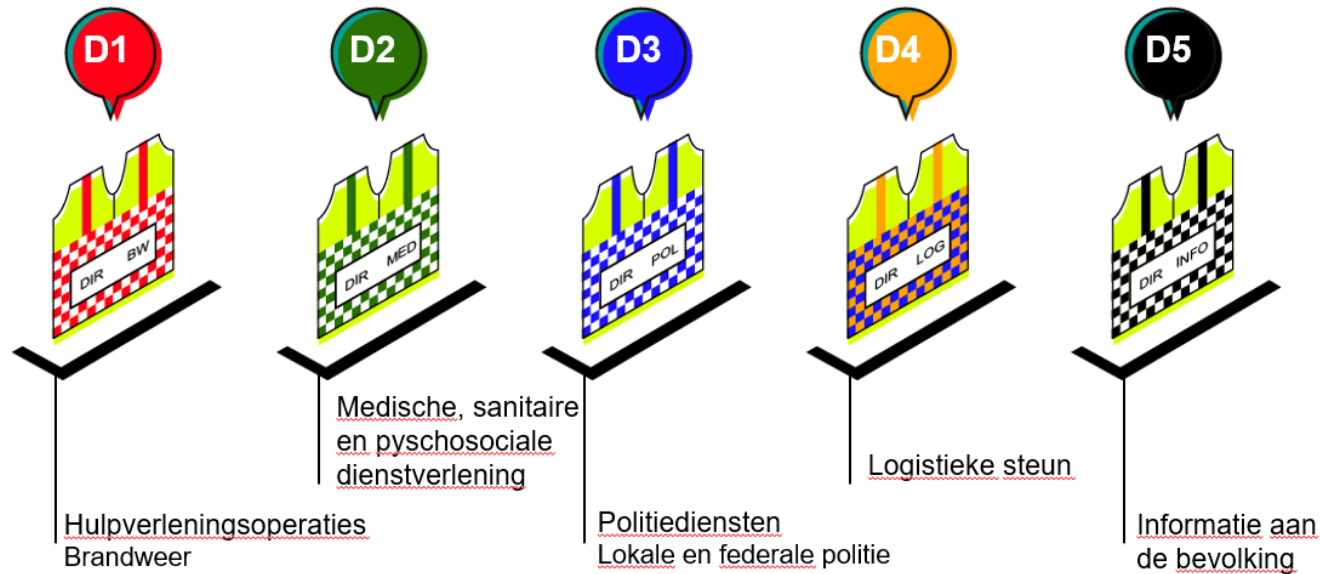 D1
D2
D3
D4
D5
DIR BW
DIR MED
DIR POL
DIR LOG
DIR INFO
Hulpverleningsoperaties
Brandweer
Medische, sanitaire
en pyschosociale
dienstverlening
Politiediensten
Lokale en federale politie
Logistieke steun
Informatie aan
de bevolking